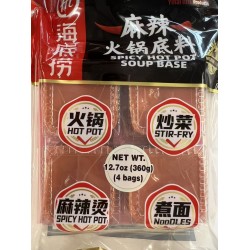 海底捞
麻辣
火锅底料
SPICY HOT POT
SOUP BASE
火锅
HOT POT
炒菜
STIR-FRY
NET WT.
12.7oz (360g)
(4 bags)
麻辣烫
SPICY HOT POT
煮面
NOODLES